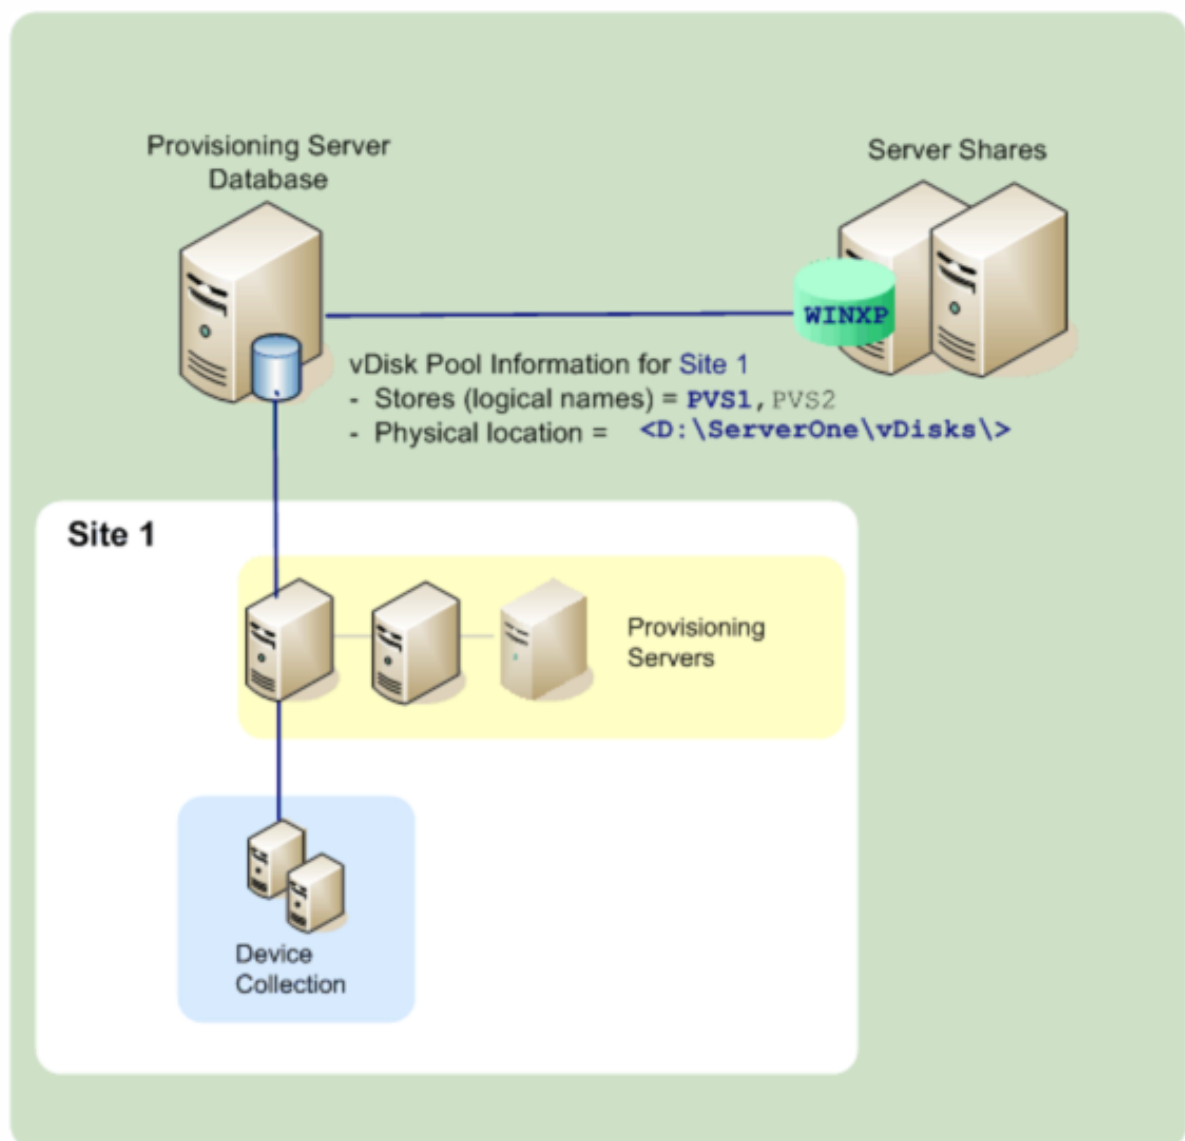 Provisioning Server
Database
Server Shares
WINXP
vDisk Pool Information for Site 1
- Stores (logical names) = PVS1, PVS2
- Physical location = <D:\ServerOne\vDisks\>
Site 1
Provisioning
Servers
Device
Collection